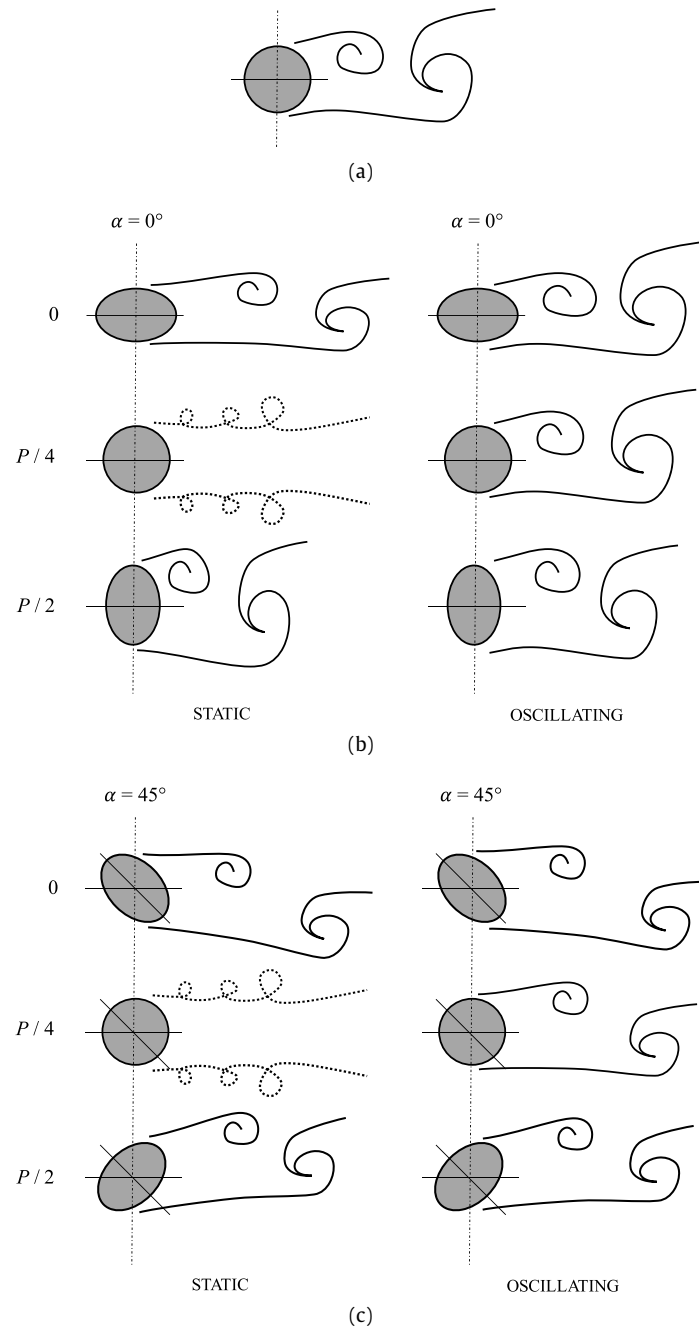 (a)
α = 0° α = 0°
0
P / 4
P / 2
STATIC OSCILLATING
(b)
α = 45° α = 45°
0
P / 4
P / 2
STATIC OSCILLATING
(c)